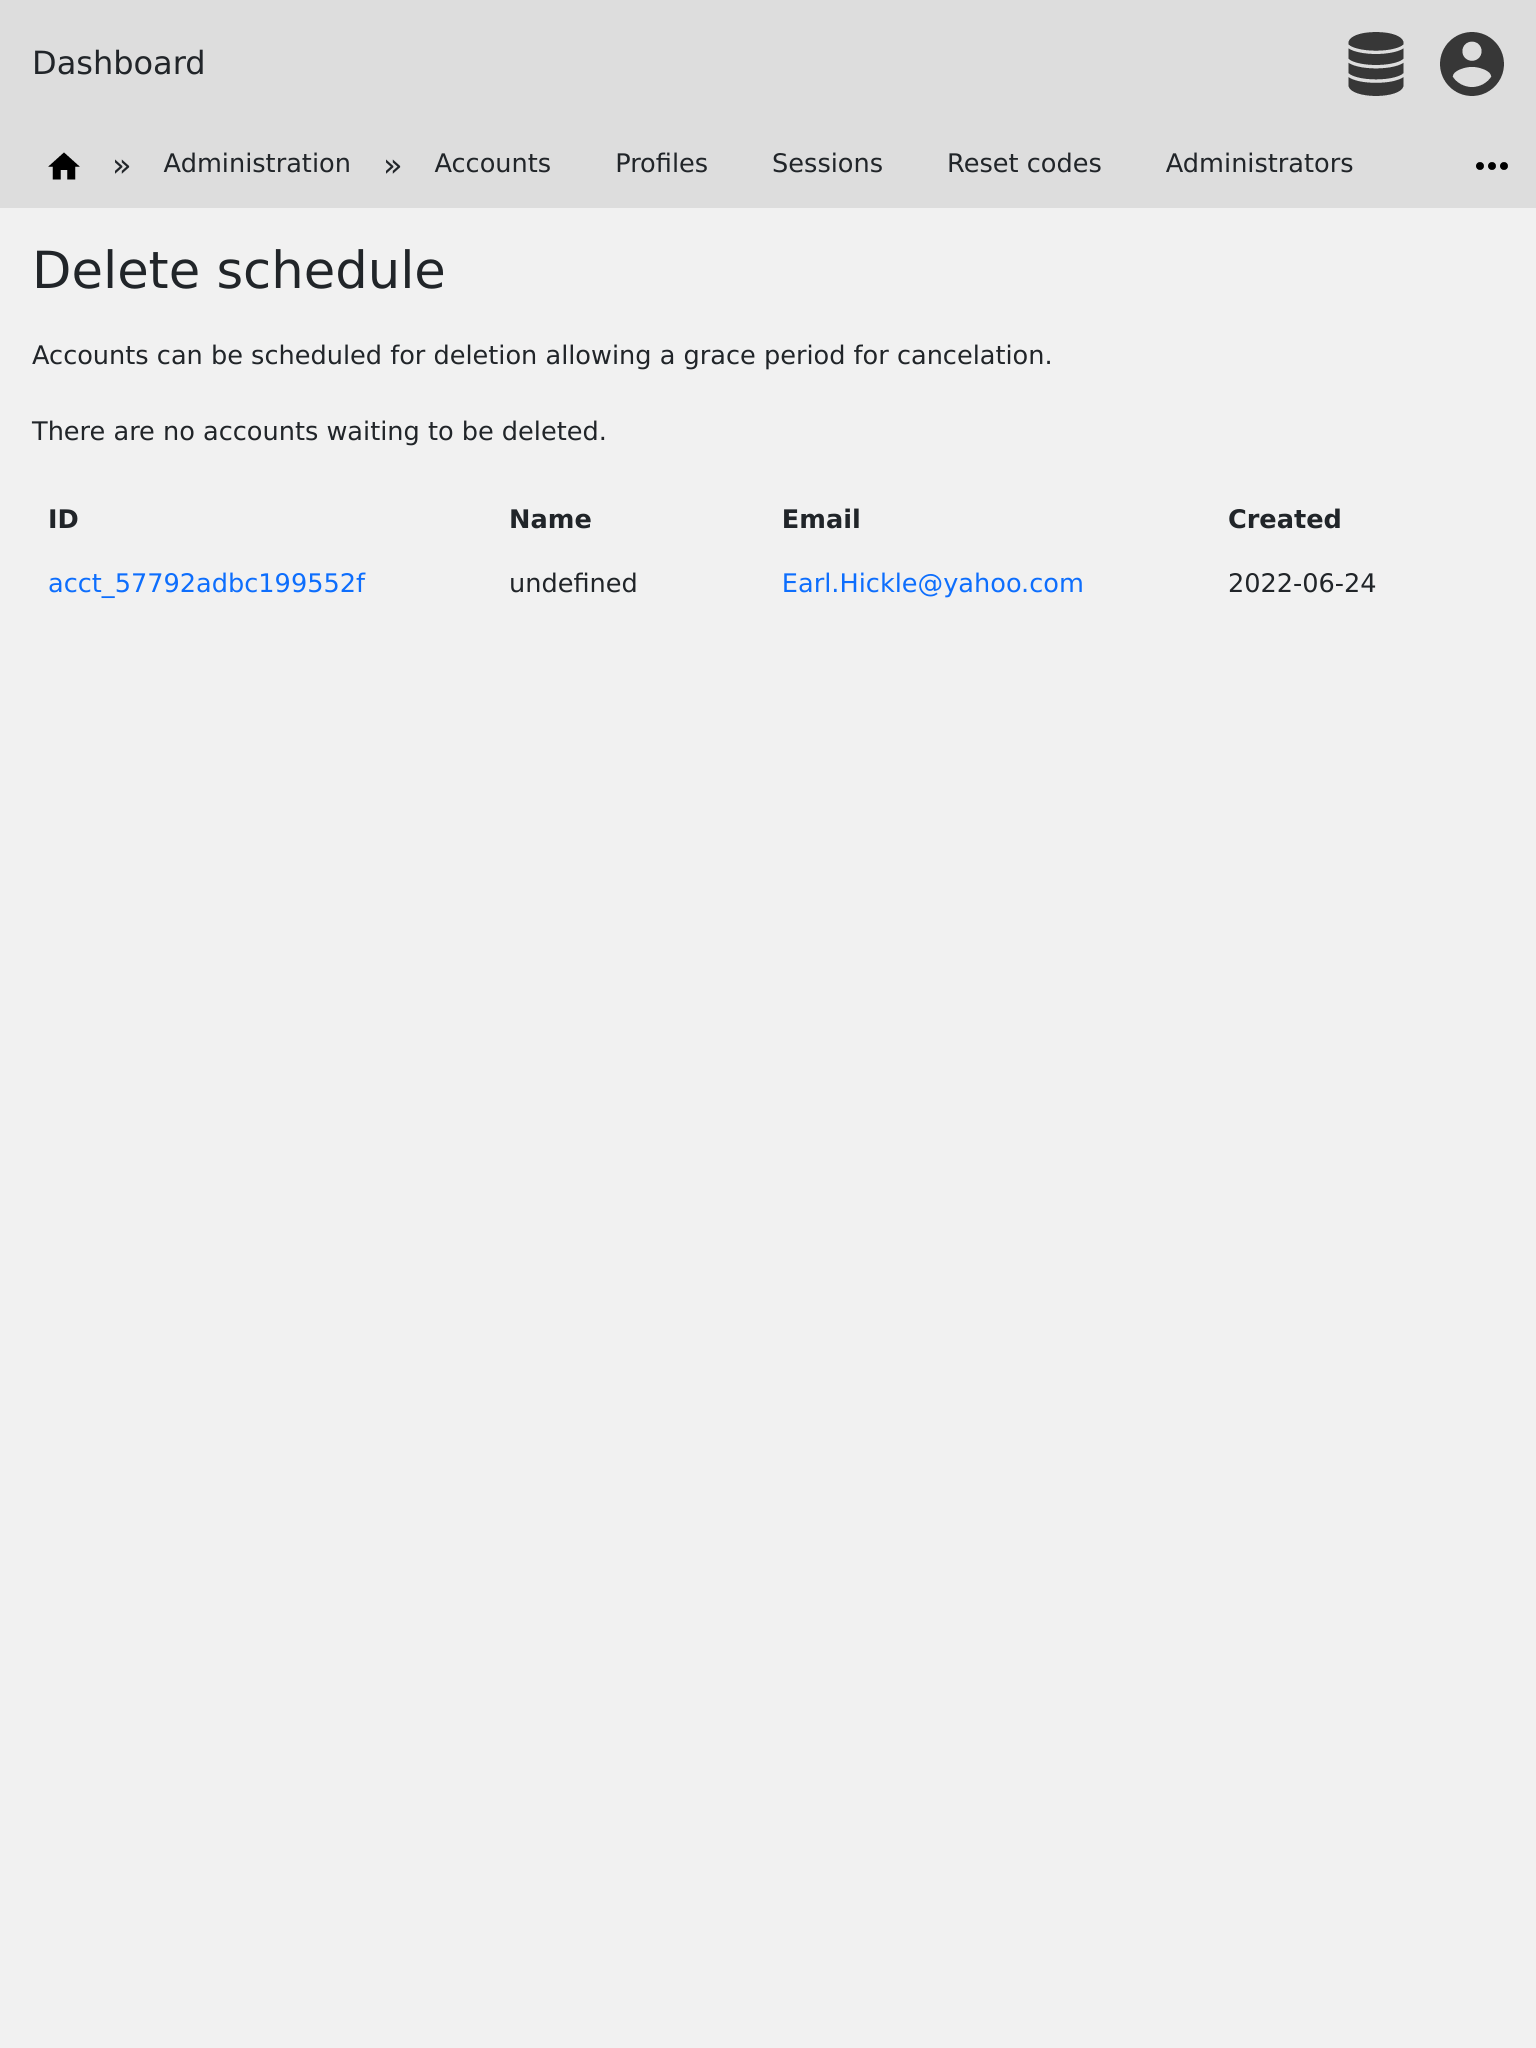 Dashboard
» Administration » Accounts Profiles Sessions Reset codes Administrators
Delete schedule
Accounts can be scheduled for deletion allowing a grace period for cancelation.
There are no accounts waiting to be deleted.
ID Name Email Created
acct_57792adbc199552f undefined Earl.Hickle@yahoo.com 2022-06-24